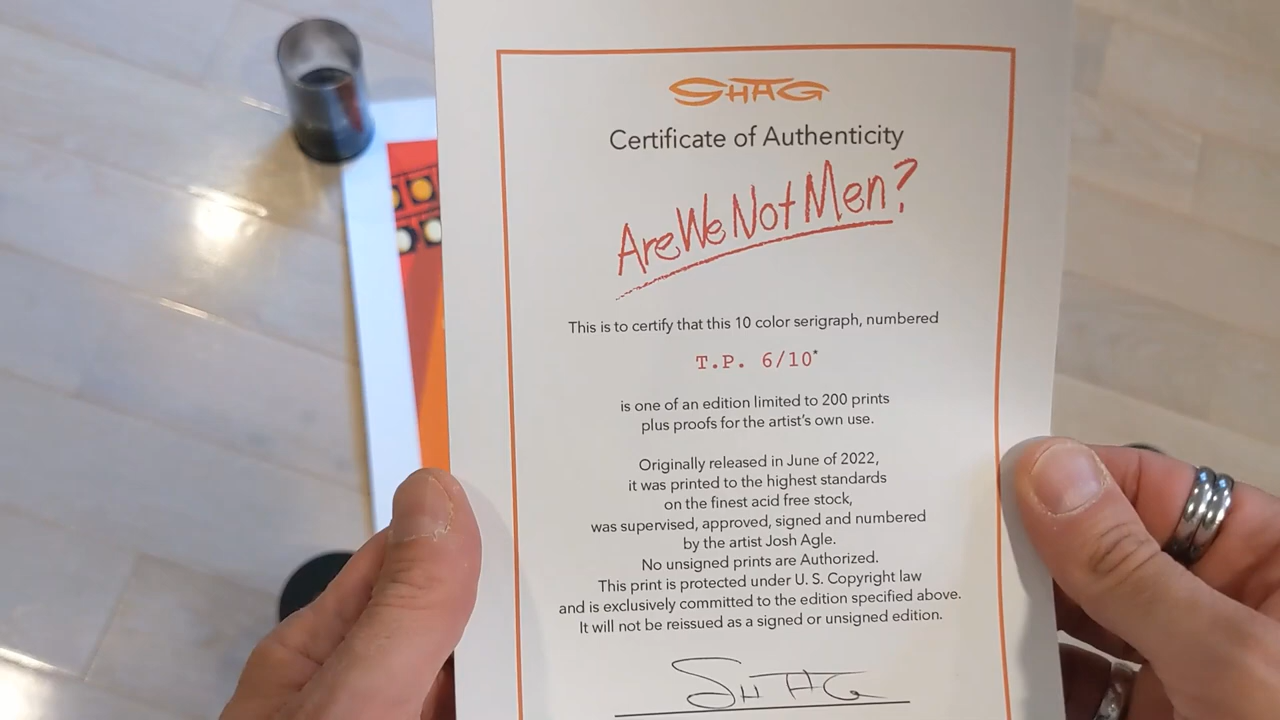 SHAG
Certificate of Authenticity
Are We Not Men?
This is to certify that this 10 color serigraph, numbered
T.P. 6/10*
is one of an edition limited to 200 prints
plus proofs for the artist's own use.
Originally released in June of 2022,
it was printed to the highest standards
on the finest acid free stock,
was supervised, approved, signed and numbered
by the artist Josh Agle.
No unsigned prints are Authorized.
This print is protected under U. S. Copyright law
and is exclusively committed to the edition specified above.
It will not be reissued as a signed or unsigned edition.
SHAG